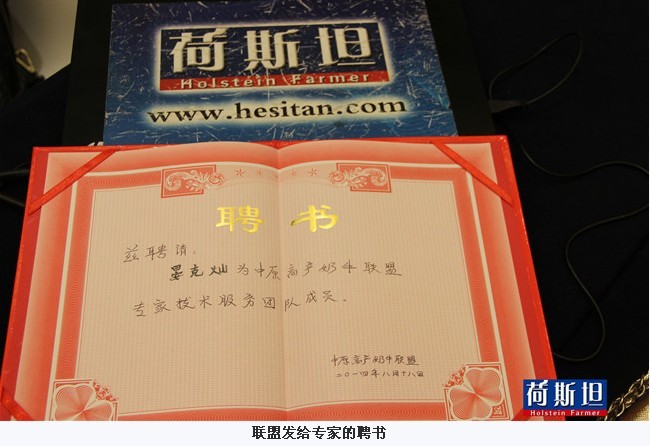 荷斯坦
Holstein Farmer
www.hesitan.com
聘书
兹聘请:
晏克灿为中原高产奶牛联盟
专家技术服务团队成员。
中原高产奶牛联盟
二〇一四年八月十八日
荷斯坦
Holstein Farmer
联盟发给专家的聘书